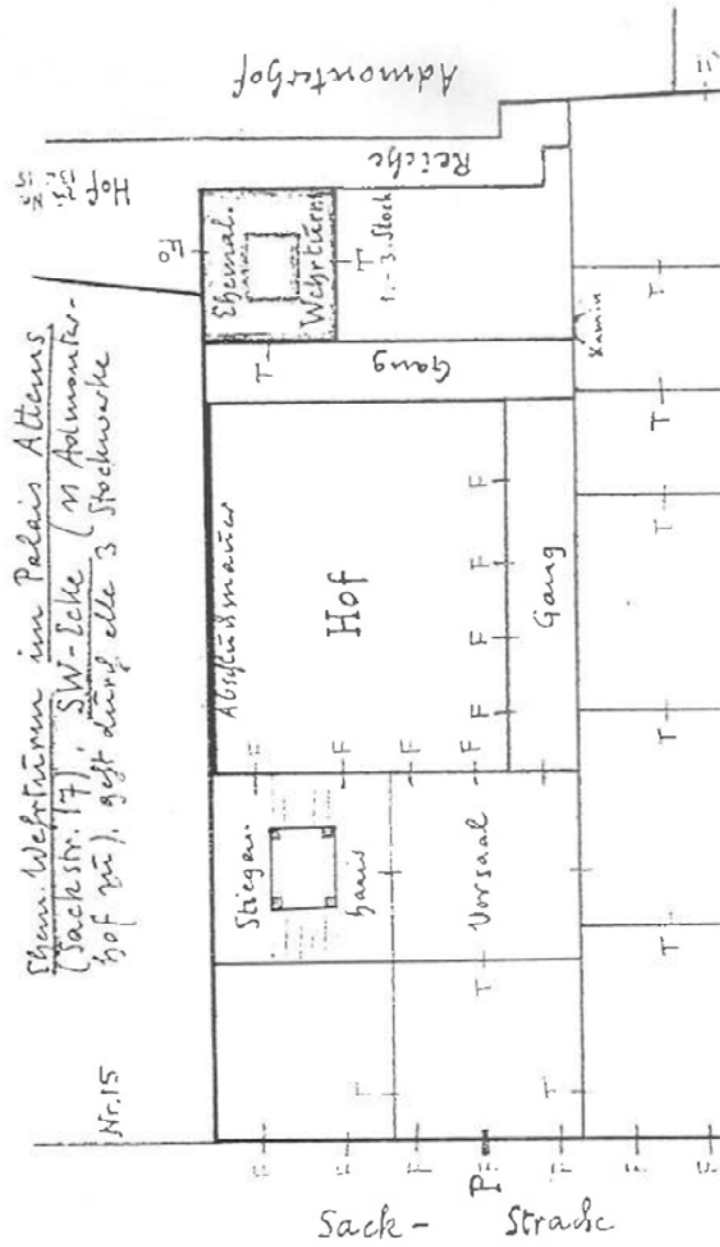 Ehem. Wehrturm im Palais Attems
(Sackstr. 17), SW-Ecke (
hof zu), geht durch alle 3 Stockwerke
Nr. 15
Hof
Admonterhof
Reiche
Ehemal.
Wehrturm
F
T
1.-3. Stock
T
Gang
Kamin
T
T
T
T
T
Abschlußmauer
Hof
F
F
F
F
Gang
F
F
F
F
Stiegen-
haus
Vorsaal
T
T
T
F
F
F
F
P
F
F
F
Sack - Strasse